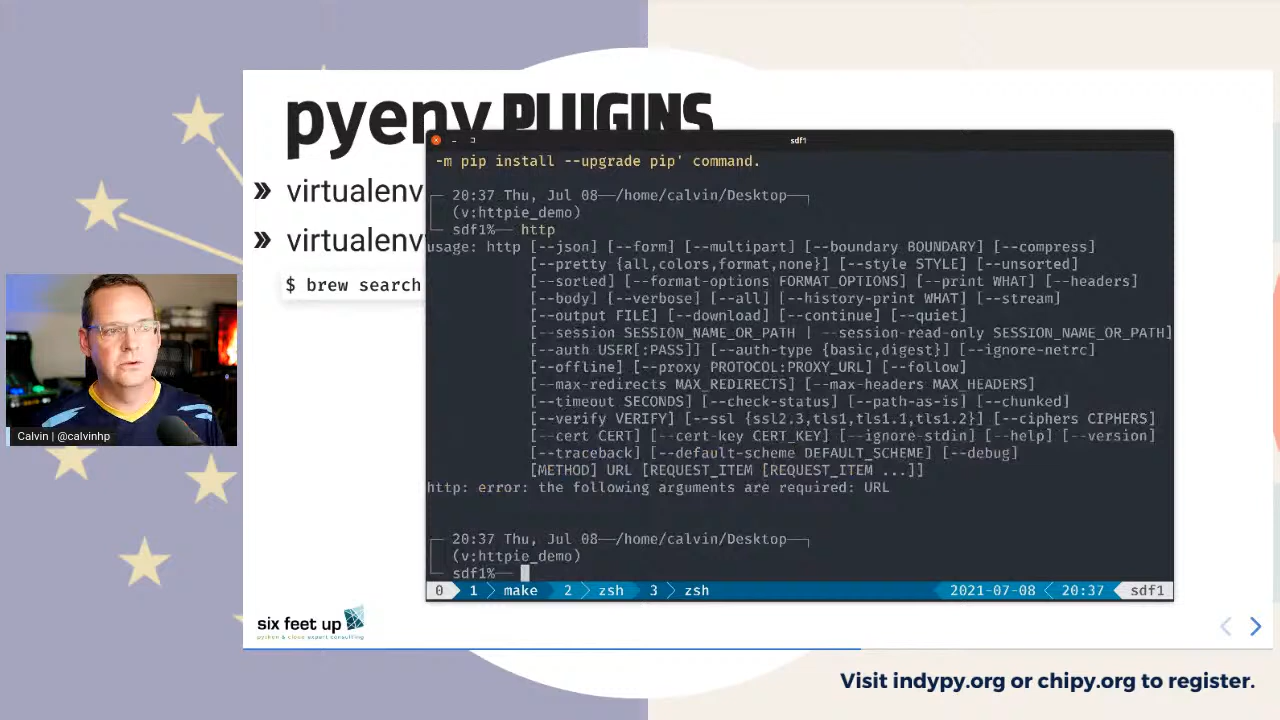 pyenv PLUGINS
» virtualenv
» virtualenv
$ brew search
sdf1
-m pip install --upgrade pip' command.
20:37 Thu, Jul 08——/home/calvin/Desktop
(v:httpie_demo)
sdf1%—— http
usage: http [--json] [--form] [--multipart] [--boundary BOUNDARY] [--compress]
[--pretty {all,colors,format,none}] [--style STYLE] [--unsorted]
[--sorted] [--format-options FORMAT_OPTIONS] [--print WHAT] [--headers]
[--body] [--verbose] [--all] [--history-print WHAT] [--stream]
[--output FILE] [--download] [--continue] [--quiet]
[--session SESSION_NAME_OR_PATH | --session-read-only SESSION_NAME_OR_PATH]
[--auth USER[:PASS]] [--auth-type {basic,digest}] [--ignore-netrc]
[--offline] [--proxy PROTOCOL:PROXY_URL] [--follow]
[--max-redirects MAX_REDIRECTS] [--max-headers MAX_HEADERS]
[--timeout SECONDS] [--check-status] [--path-as-is] [--chunked]
[--verify VERIFY] [--ssl {ssl2.3,tls1,tls1.1,tls1.2}] [--ciphers CIPHERS]
[--cert CERT] [--cert-key CERT_KEY] [--ignore-stdin] [--help] [--version]
[--traceback] [--default-scheme DEFAULT_SCHEME] [--debug]
[METHOD] URL [REQUEST_ITEM [REQUEST_ITEM ...]]
http: error: the following arguments are required: URL
20:37 Thu, Jul 08——/home/calvin/Desktop
(v:httpie_demo)
sdf1%——
0 1 make 2 zsh 3 zsh 2021-07-08 20:37 sdf1
Calvin | @calvinhp
six feet up
python & cloud expert consulting
Visit indypy.org or chipy.org to register.